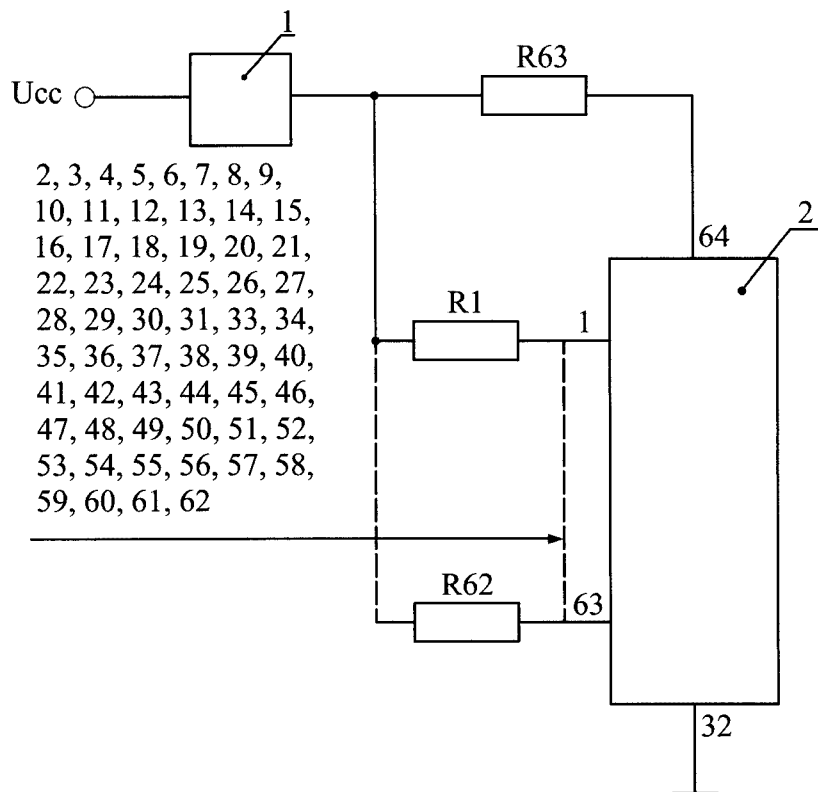 1
R63
Ucc
2, 3, 4, 5, 6, 7, 8, 9,
10, 11, 12, 13, 14, 15,
16, 17, 18, 19, 20, 21,
22, 23, 24, 25, 26, 27,
28, 29, 30, 31, 33, 34,
35, 36, 37, 38, 39, 40,
41, 42, 43, 44, 45, 46,
47, 48, 49, 50, 51, 52,
53, 54, 55, 56, 57, 58,
59, 60, 61, 62
64
2
R1
1
R62
63
32